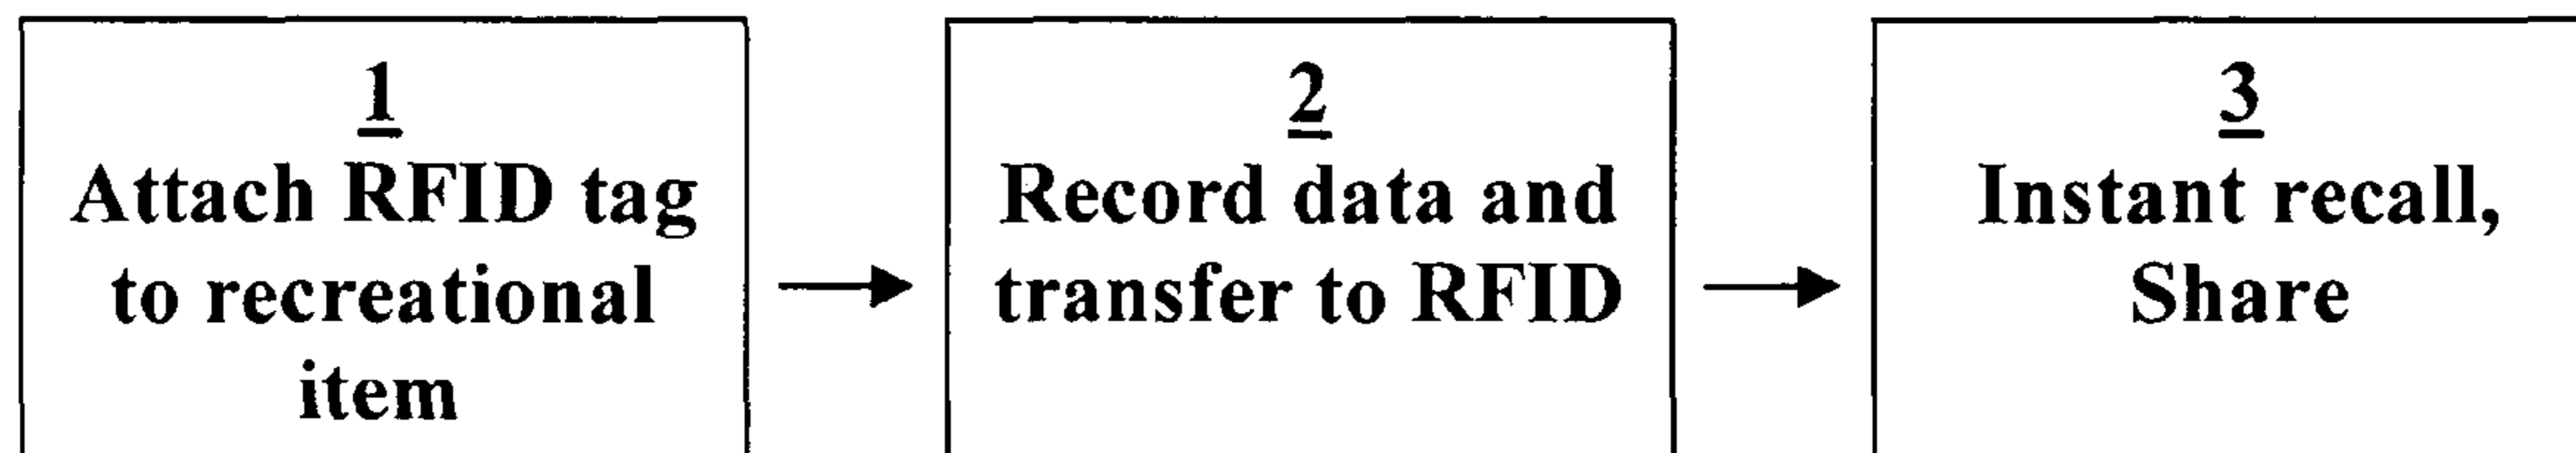 1
Attach RFID tag
to recreational
item
2
Record data and
transfer to RFID
3
Instant recall,
Share